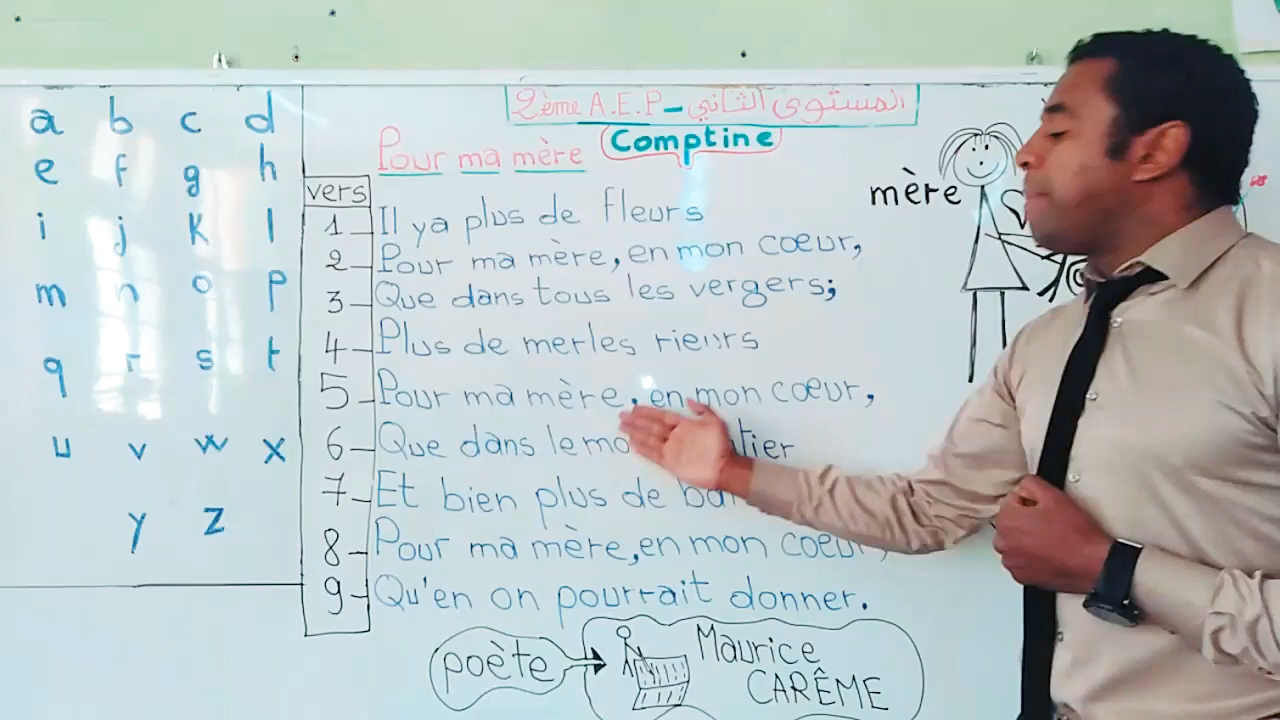 2ème A.E.P - المستوى الثاني
Comptine
Pour ma mère
vers
1 - Il ya plus de fleurs
2 - Pour ma mère, en mon cœur,
3 - Que dans tous les vergers;
4 - Plus de merles rieurs
5 - Pour ma mère, en mon cœur,
6 - Que dans le
7 - Et bien plus de
8 - Pour ma mère, en mon cœur,
9 - Qu'en on pourrait donner.
poète
Maurice
CARÊME
mère
a b c d
e f g h
i j k l
m n o p
q r s t
u v w x
y z